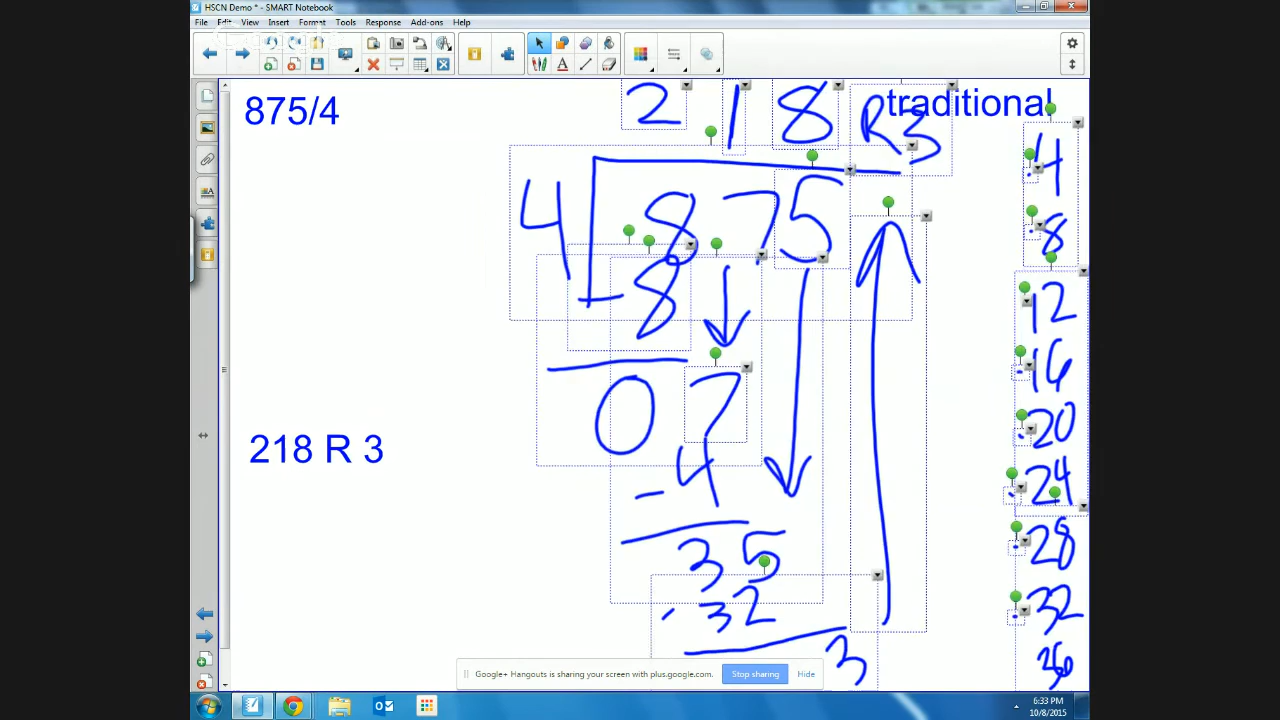 HSCN Demo * - SMART Notebook
File Edit View Insert Format Tools Response Add-ons Help
875/4
traditional
2 1 8 R3
4 875
- 8
0 7
- 4
35
- 32
3
218 R 3
4
8
12
16
20
24
28
32
36
Google+ Hangouts is sharing your screen with plus.google.com.
Stop sharing
Hide
6:33 PM
10/8/2015